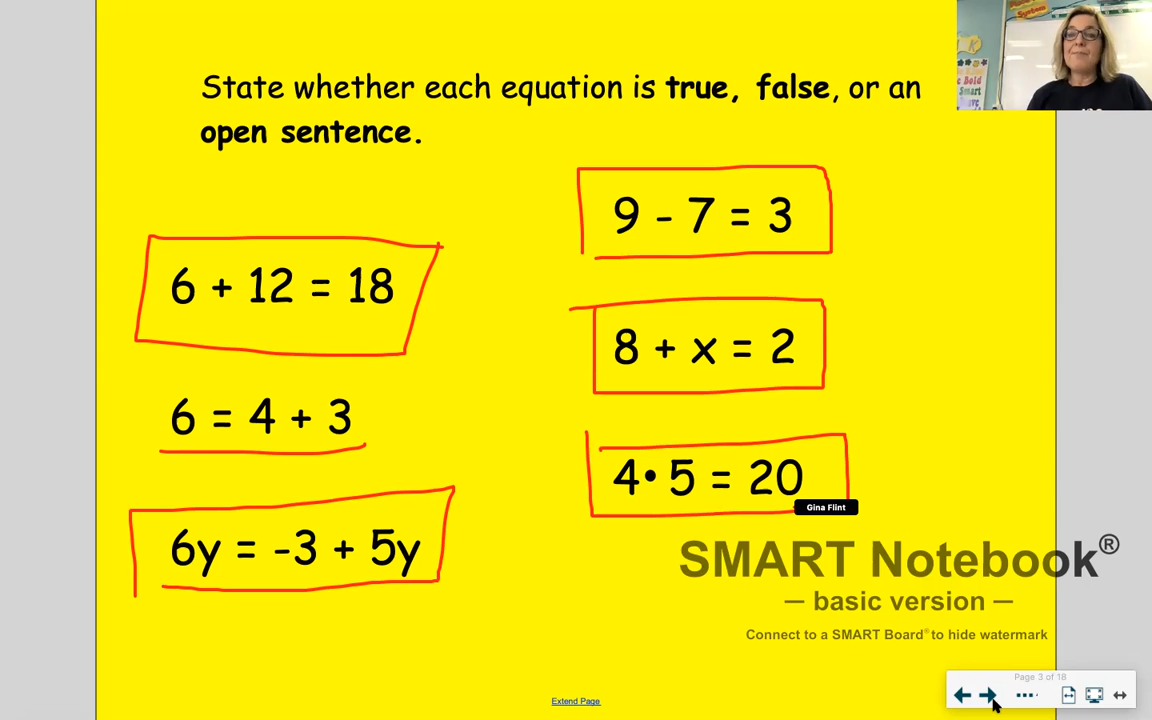 State whether each equation is true, false, or an
open sentence.
6 + 12 = 18
6 = 4 + 3
6y = -3 + 5y
9 - 7 = 3
8 + x = 2
4• 5 = 20
Gina Flint
SMART Notebook®
— basic version —
Connect to a SMART Board® to hide watermark
Extend Page
Page 3 of 18
Bold
Smart